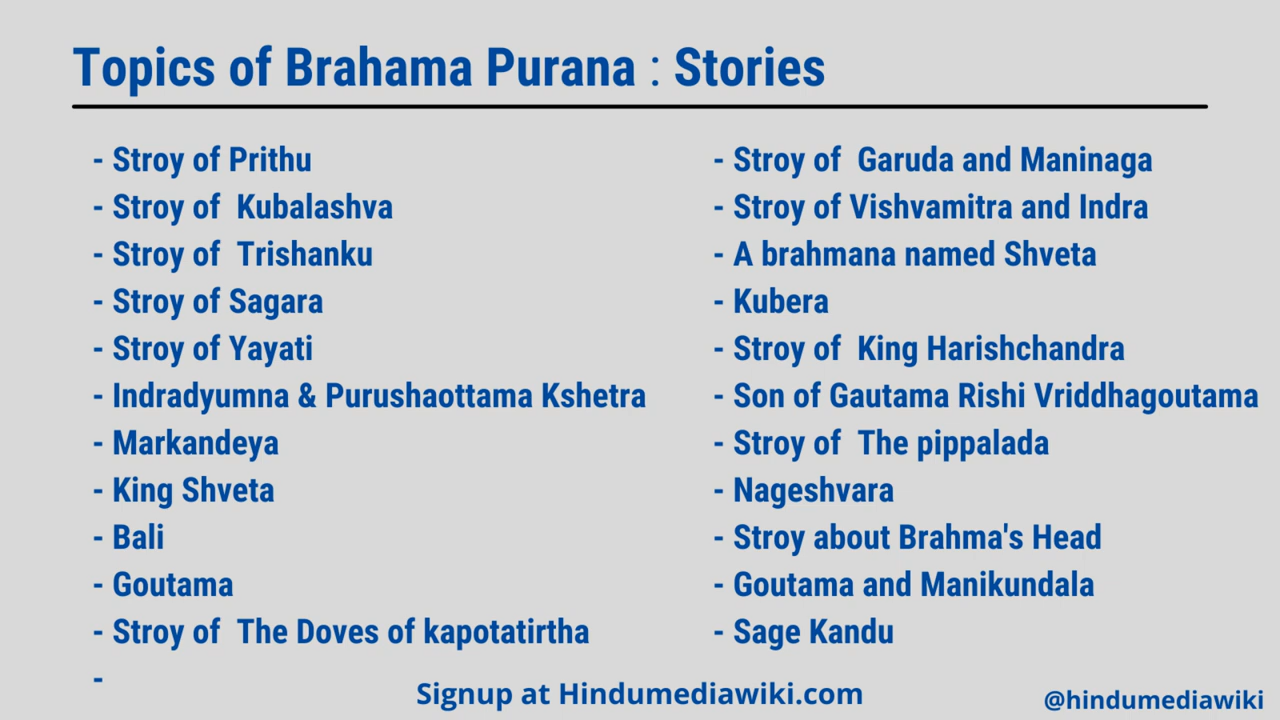 Topics of Brahama Purana : Stories
- Stroy of Prithu
- Stroy of  Kubalashva
- Stroy of  Trishanku
- Stroy of Sagara
- Stroy of Yayati
- Indradyumna & Purushaottama Kshetra
- Markandeya
- King Shveta
- Bali
- Goutama
- Stroy of  The Doves of kapotatirtha
-
- Stroy of  Garuda and Maninaga
- Stroy of Vishvamitra and Indra
- A brahmana named Shveta
- Kubera
- Stroy of  King Harishchandra
- Son of Gautama Rishi Vriddhagoutama
- Stroy of  The pippalada
- Nageshvara
- Stroy about Brahma's Head
- Goutama and Manikundala
- Sage Kandu
Signup at Hindumediawiki.com
@hindumediawiki